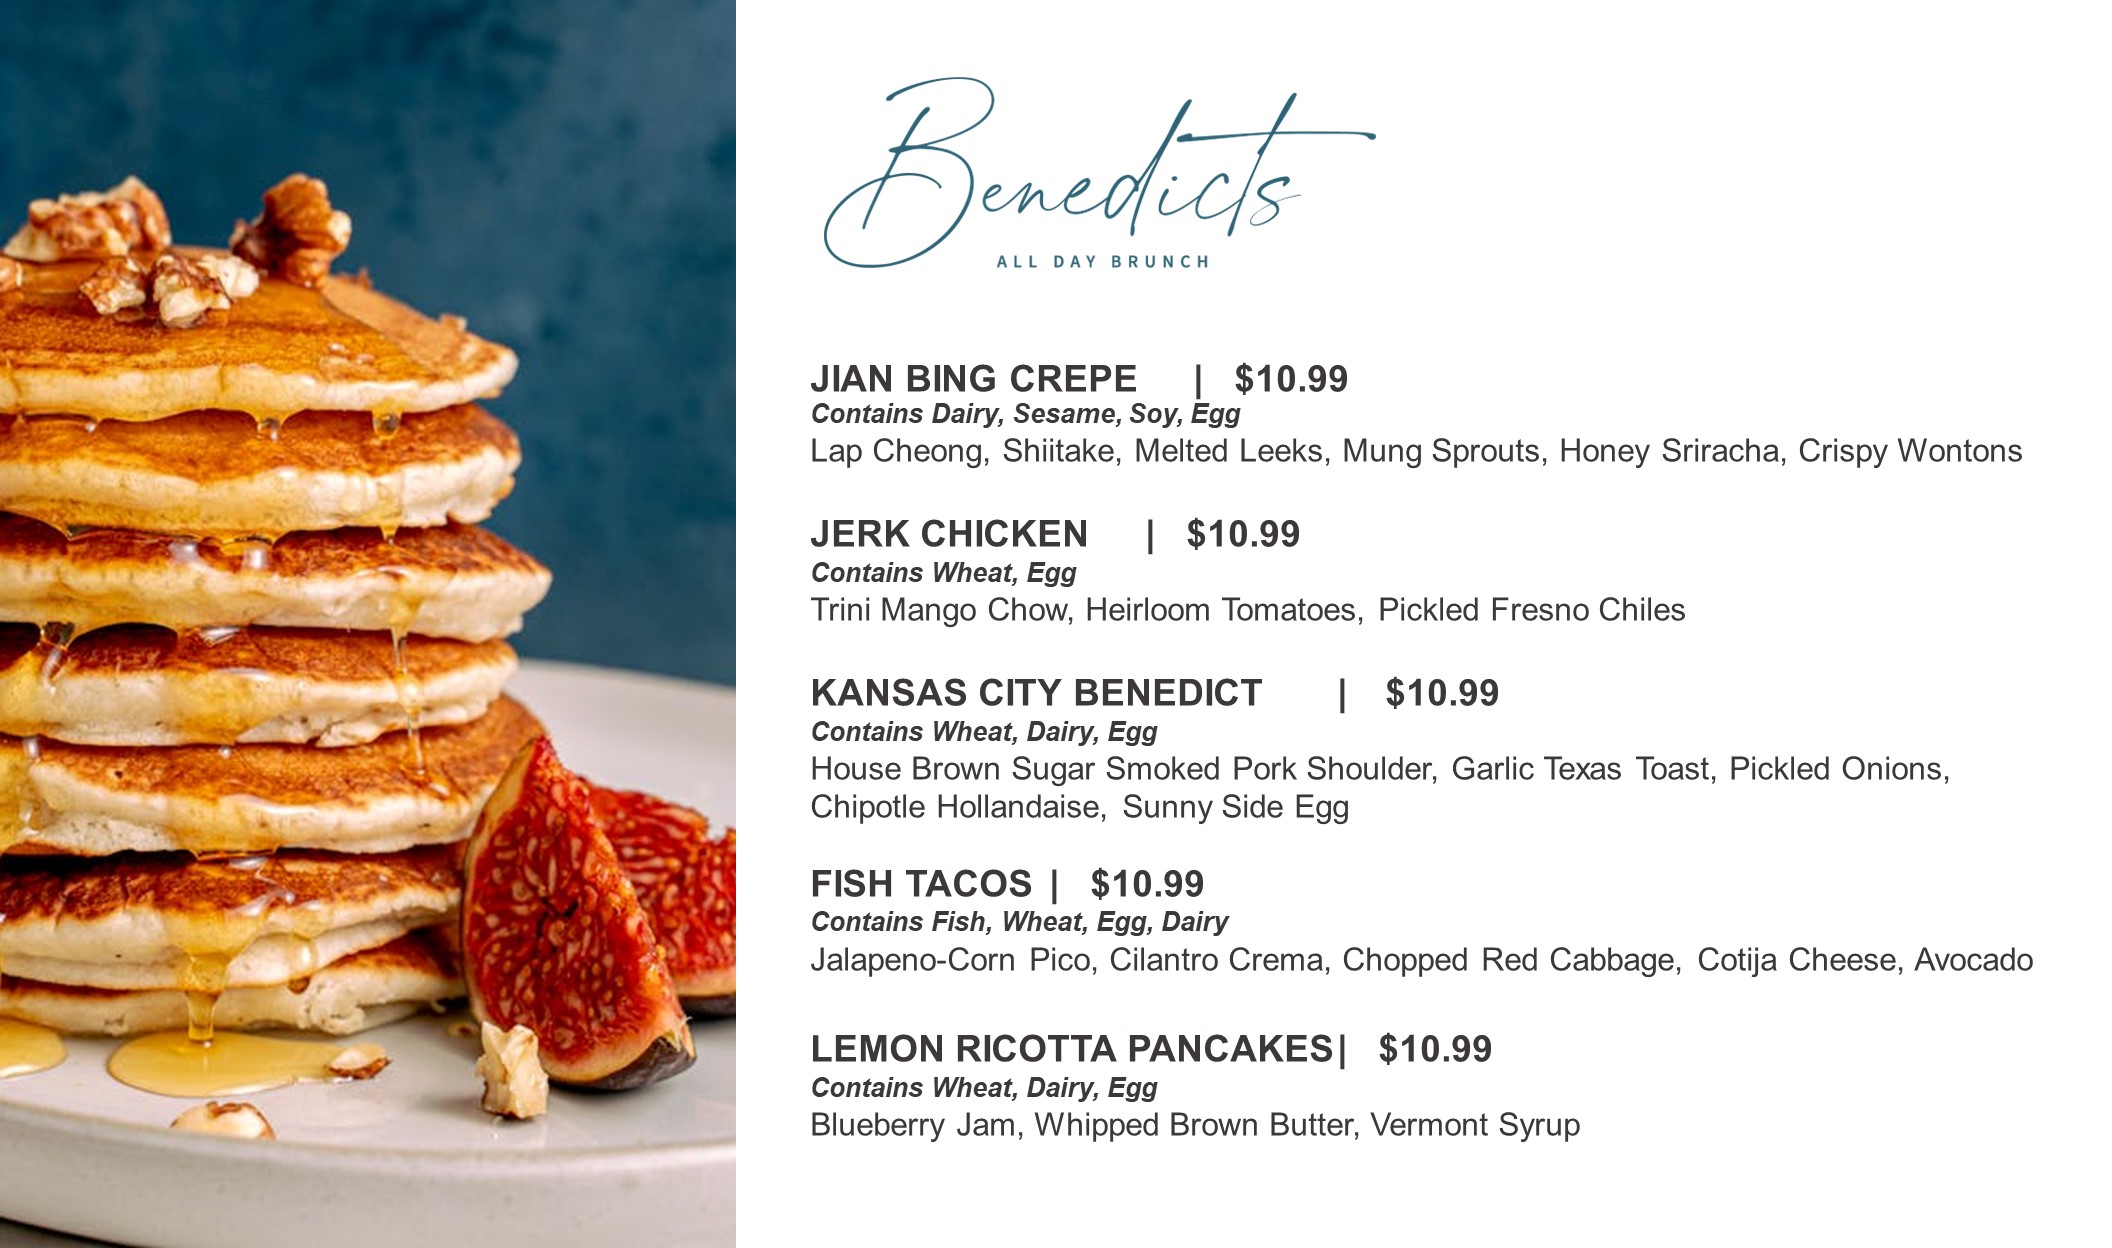 Benedicts
ALL DAY BRUNCH
JIAN BING CREPE | $10.99
Contains Dairy, Sesame, Soy, Egg
Lap Cheong, Shiitake, Melted Leeks, Mung Sprouts, Honey Sriracha, Crispy Wontons
JERK CHICKEN | $10.99
Contains Wheat, Egg
Trini Mango Chow, Heirloom Tomatoes, Pickled Fresno Chiles
KANSAS CITY BENEDICT | $10.99
Contains Wheat, Dairy, Egg
House Brown Sugar Smoked Pork Shoulder, Garlic Texas Toast, Pickled Onions,
Chipotle Hollandaise, Sunny Side Egg
FISH TACOS | $10.99
Contains Fish, Wheat, Egg, Dairy
Jalapeno-Corn Pico, Cilantro Crema, Chopped Red Cabbage, Cotija Cheese, Avocado
LEMON RICOTTA PANCAKES| $10.99
Contains Wheat, Dairy, Egg
Blueberry Jam, Whipped Brown Butter, Vermont Syrup